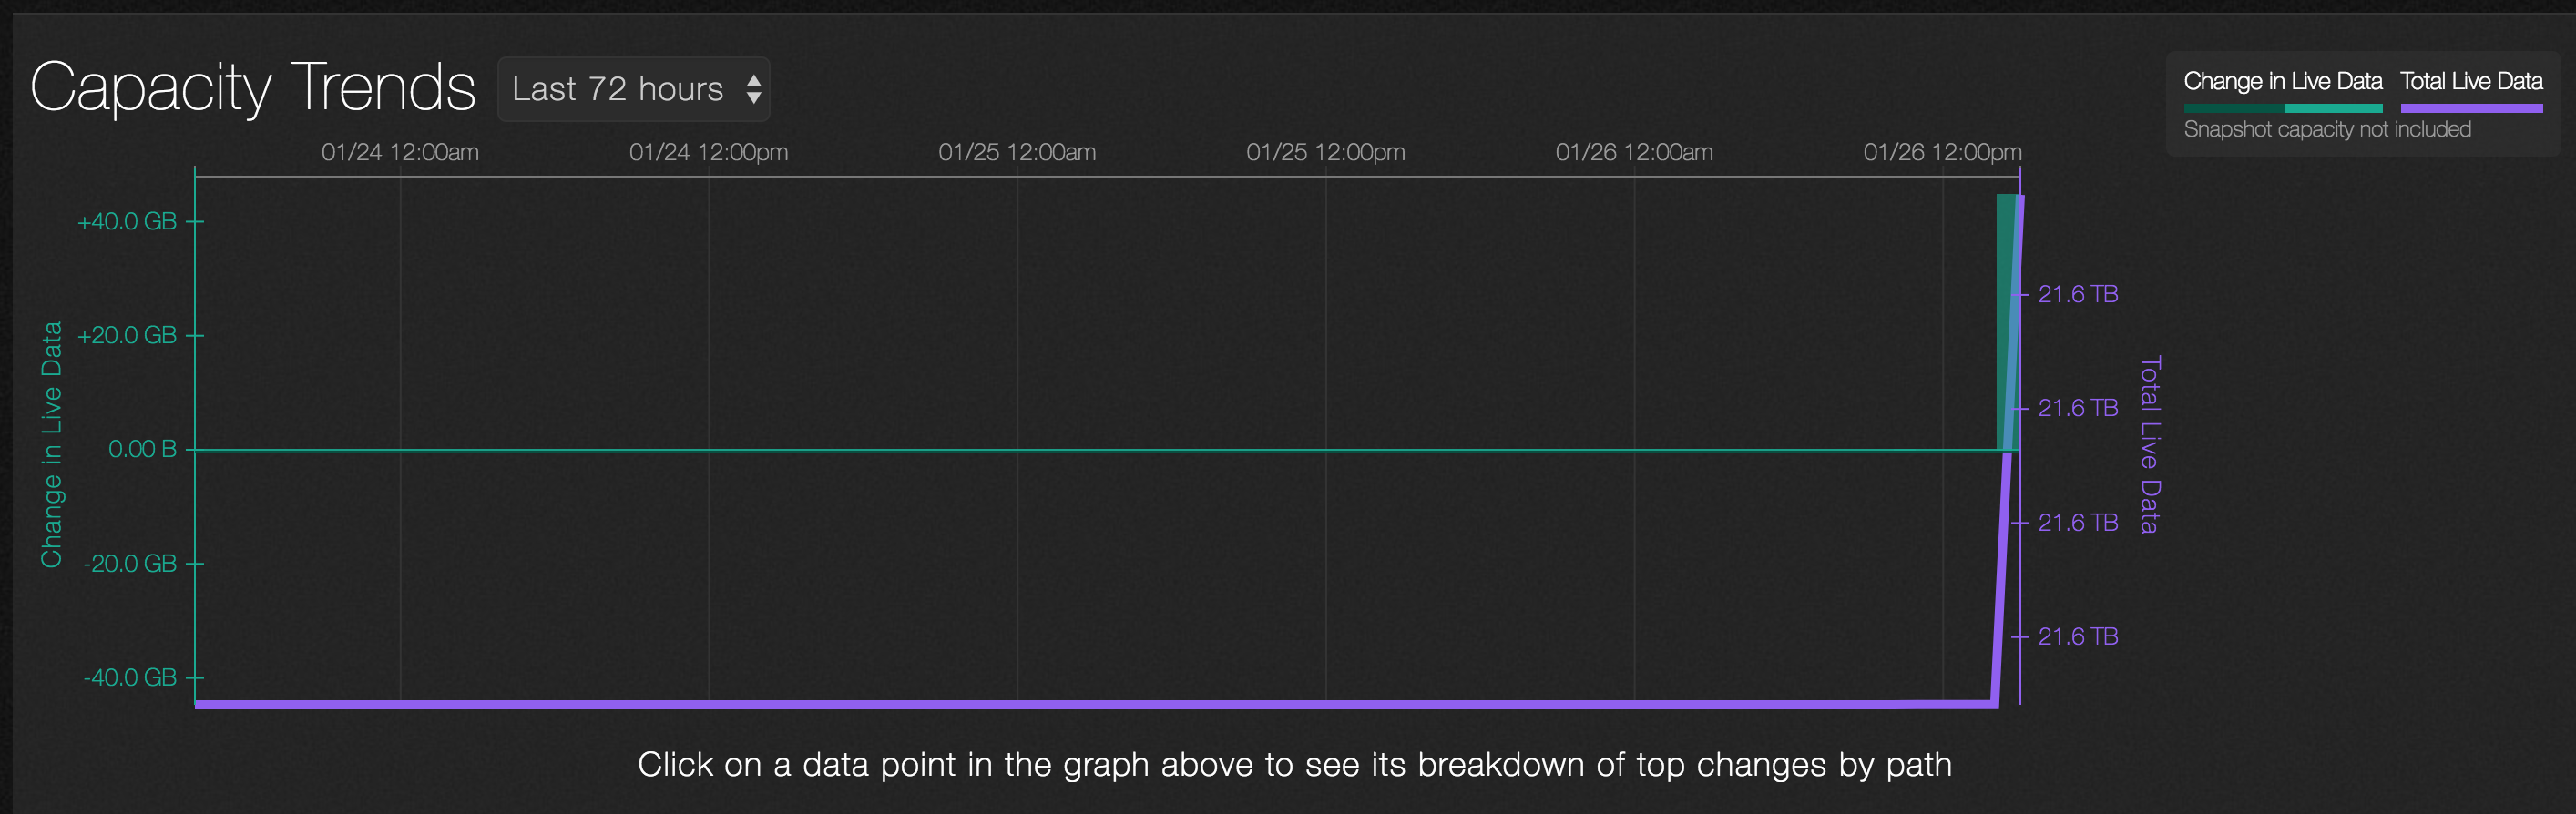 Capacity Trends
Last 72 hours
Change in Live Data
Total Live Data
Snapshot capacity not included
01/24 12:00am
01/24 12:00pm
01/25 12:00am
01/25 12:00pm
01/26 12:00am
01/26 12:00pm
Change in Live Data
+40.0 GB
+20.0 GB
0.00 B
-20.0 GB
-40.0 GB
21.6 TB
21.6 TB
21.6 TB
21.6 TB
Total Live Data
Click on a data point in the graph above to see its breakdown of top changes by path